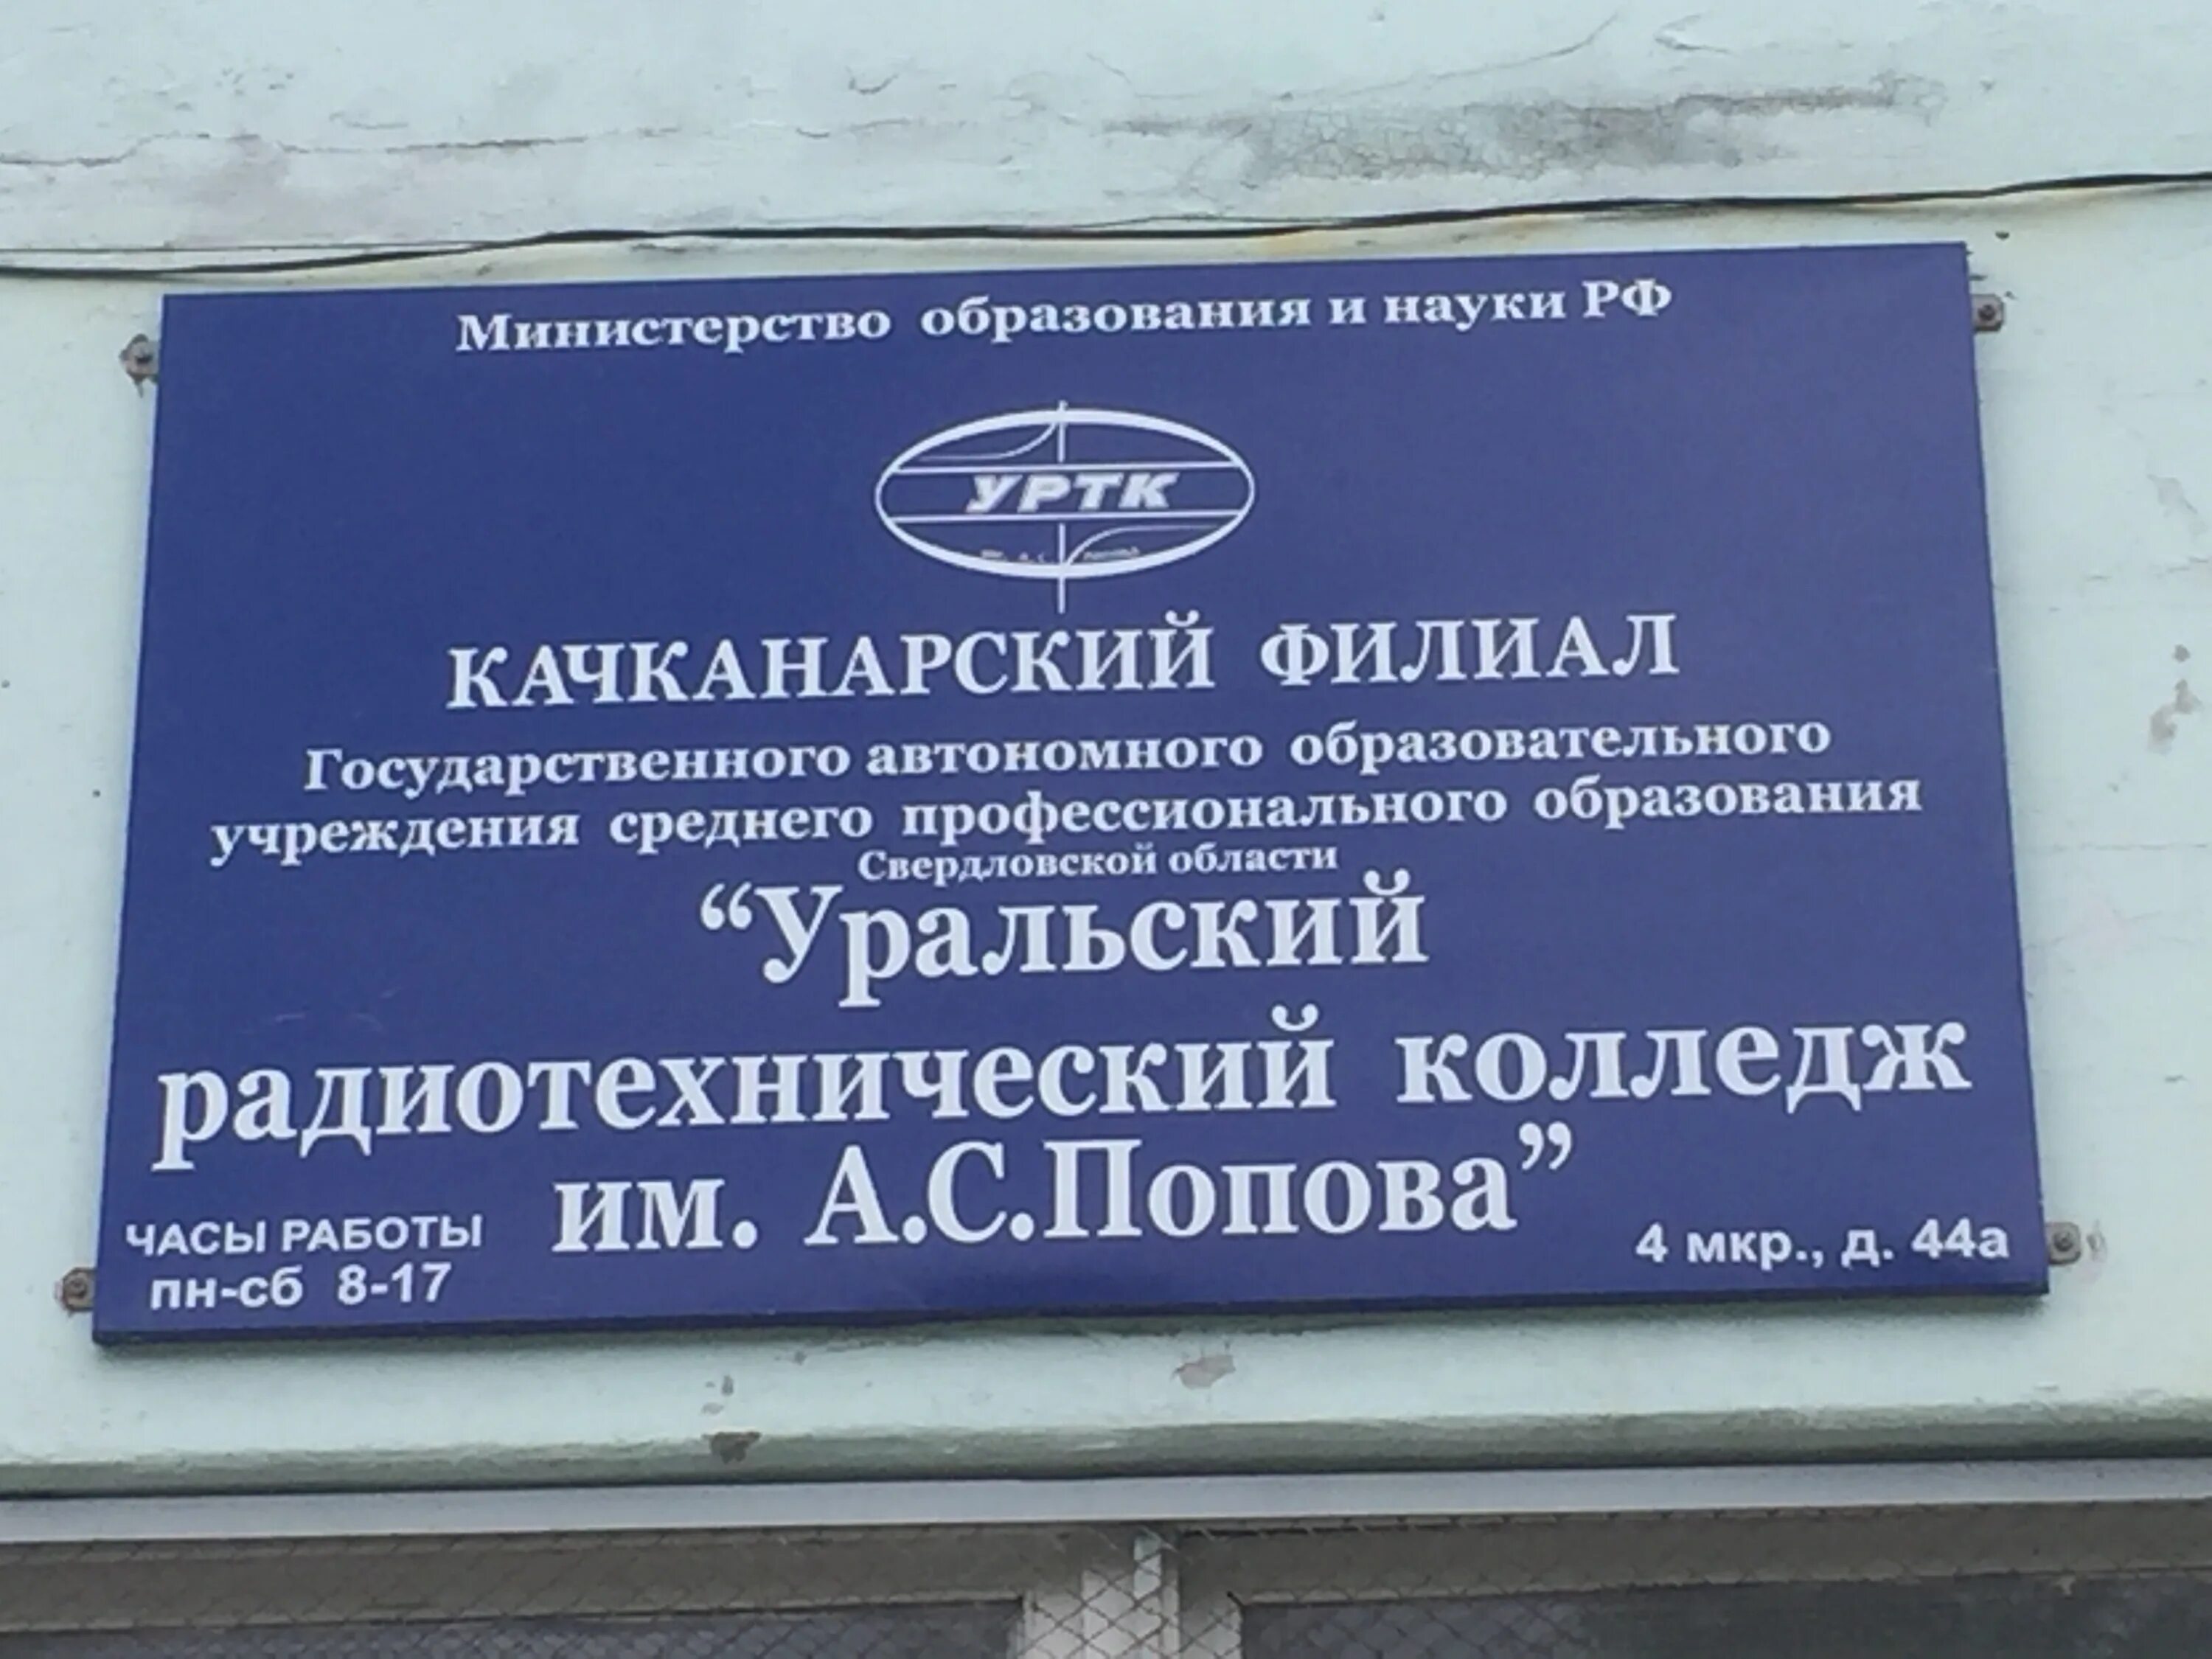 Министерство образования и науки РФ
УРТК
КАЧКАНАРСКИЙ ФИЛИАЛ
Государственного автономного образовательного
учреждения среднего профессионального образования
Свердловской области
“Уральский
радиотехнический колледж
им. А.С.Попова”
ЧАСЫ РАБОТЫ
пн-сб 8-17
4 мкр., д. 44а